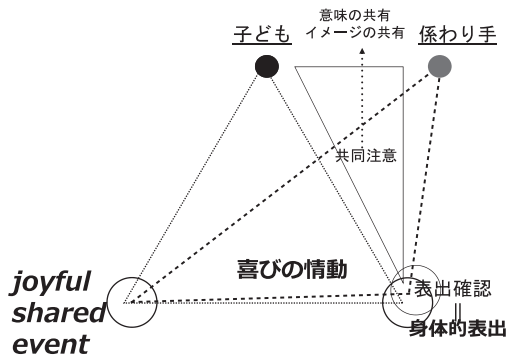 意味の共有
イメージの共有
子ども
係わり手
共同注意
喜びの情動
joyful
shared
event
表出確認
||
身体的表出